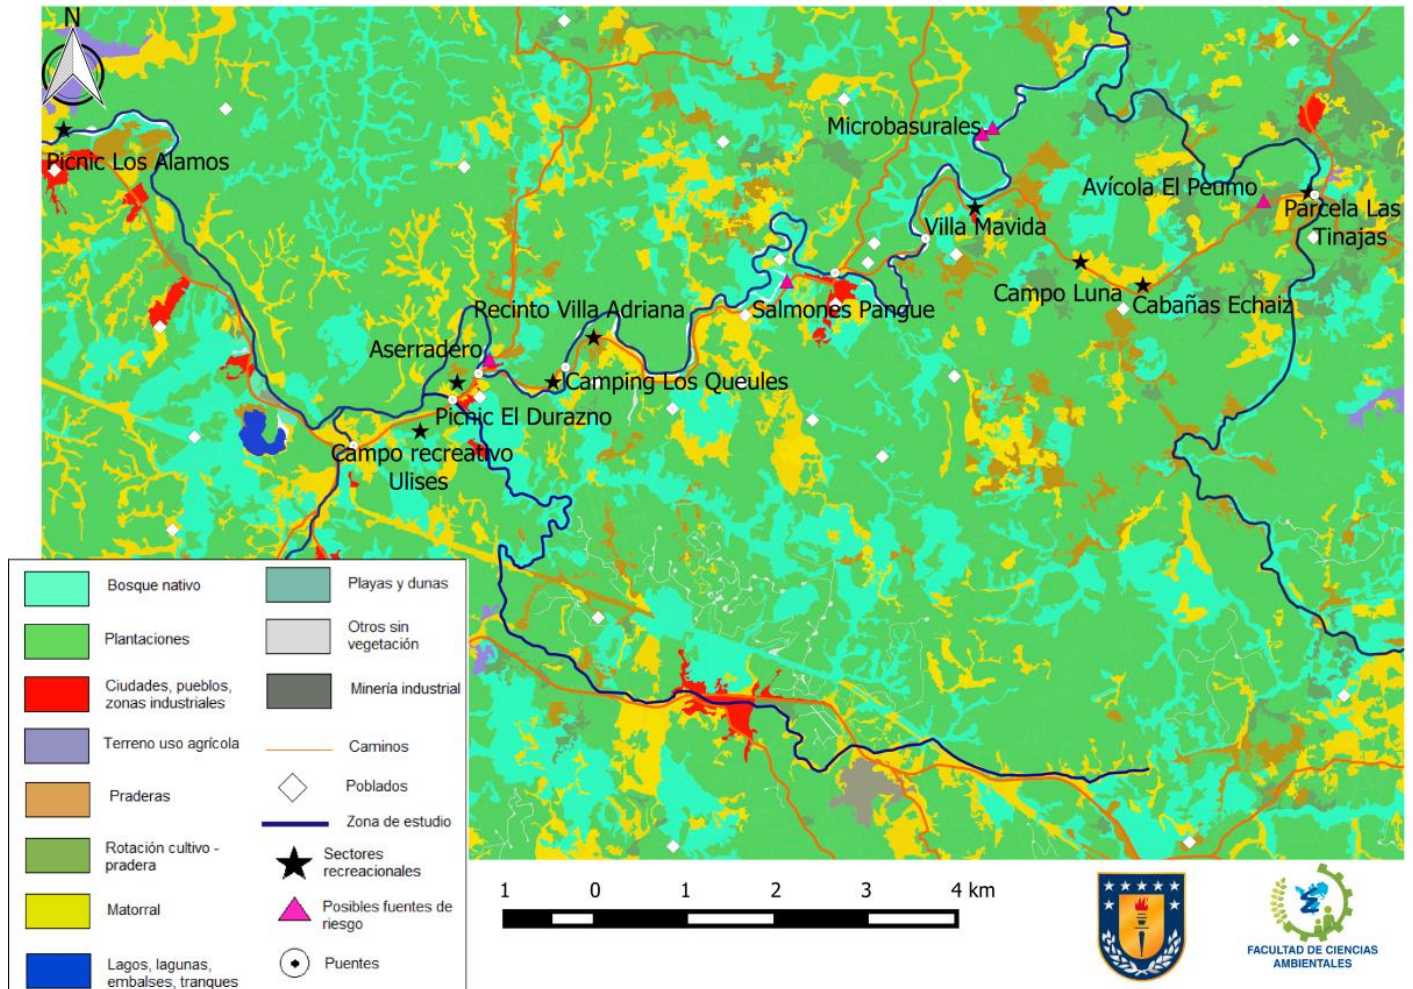 N
Picnic Los Alamos
Microbasurales
Avícola El Peumo
Parcela Las
Tinajas
Villa Mavida
Campo Luna
Cabañas Echaiz
Recinto Villa Adriana
Salmones Pangue
Aserradero
Camping Los Queules
Picnic El Durazno
Campo recreativo
Ulises
Bosque nativo
Plantaciones
Ciudades, pueblos,
zonas industriales
Terreno uso agrícola
Praderas
Rotación cultivo -
pradera
Matorral
Lagos, lagunas,
embalses, tranques
Playas y dunas
Otros sin
vegetación
Minería industrial
Caminos
Poblados
Zona de estudio
Sectores
recreacionales
Posibles fuentes de
riesgo
Puentes
1 0 1 2 3 4 km
FACULTAD DE CIENCIAS
AMBIENTALES